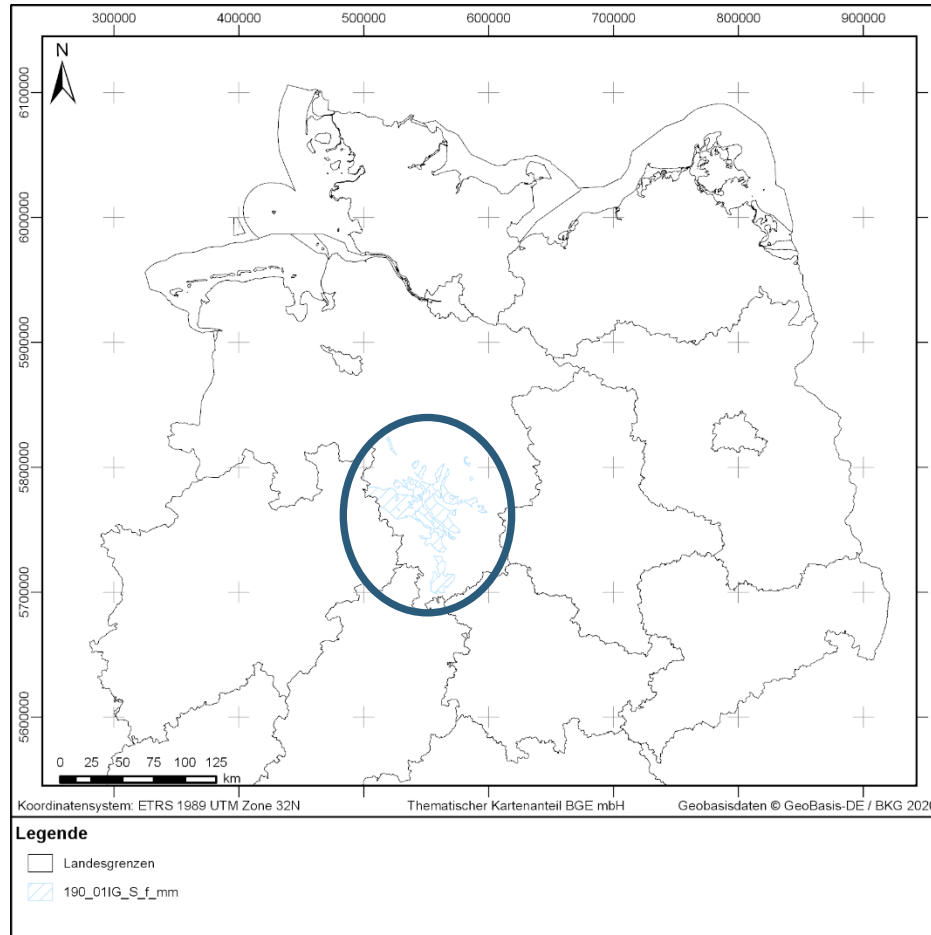 300000 400000 500000 600000 700000 800000 900000
N
6100000
6000000
5900000
5800000
5700000
5600000
0 25 50 75 100 125
km
Koordinatensystem: ETRS 1989 UTM Zone 32N Thematischer Kartenanteil BGE mbH Geobasisdaten © GeoBasis-DE / BKG 2020
Legende
Landesgrenzen
190_01IG_S_f_mm